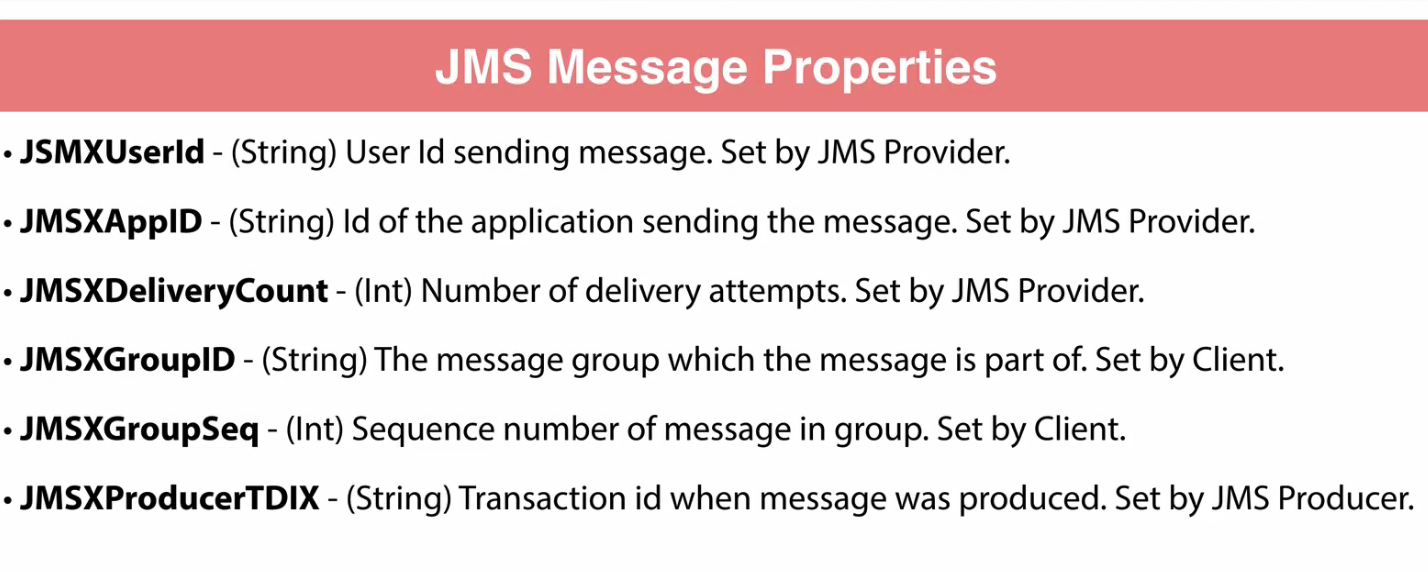 JMS Message Properties
• JSMXUserId - (String) User Id sending message. Set by JMS Provider.
• JMSXAppID - (String) Id of the application sending the message. Set by JMS Provider.
• JMSXDeliveryCount - (Int) Number of delivery attempts. Set by JMS Provider.
• JMSXGroupID - (String) The message group which the message is part of. Set by Client.
• JMSXGroupSeq - (Int) Sequence number of message in group. Set by Client.
• JMSXProducerTDIX - (String) Transaction id when message was produced. Set by JMS Producer.